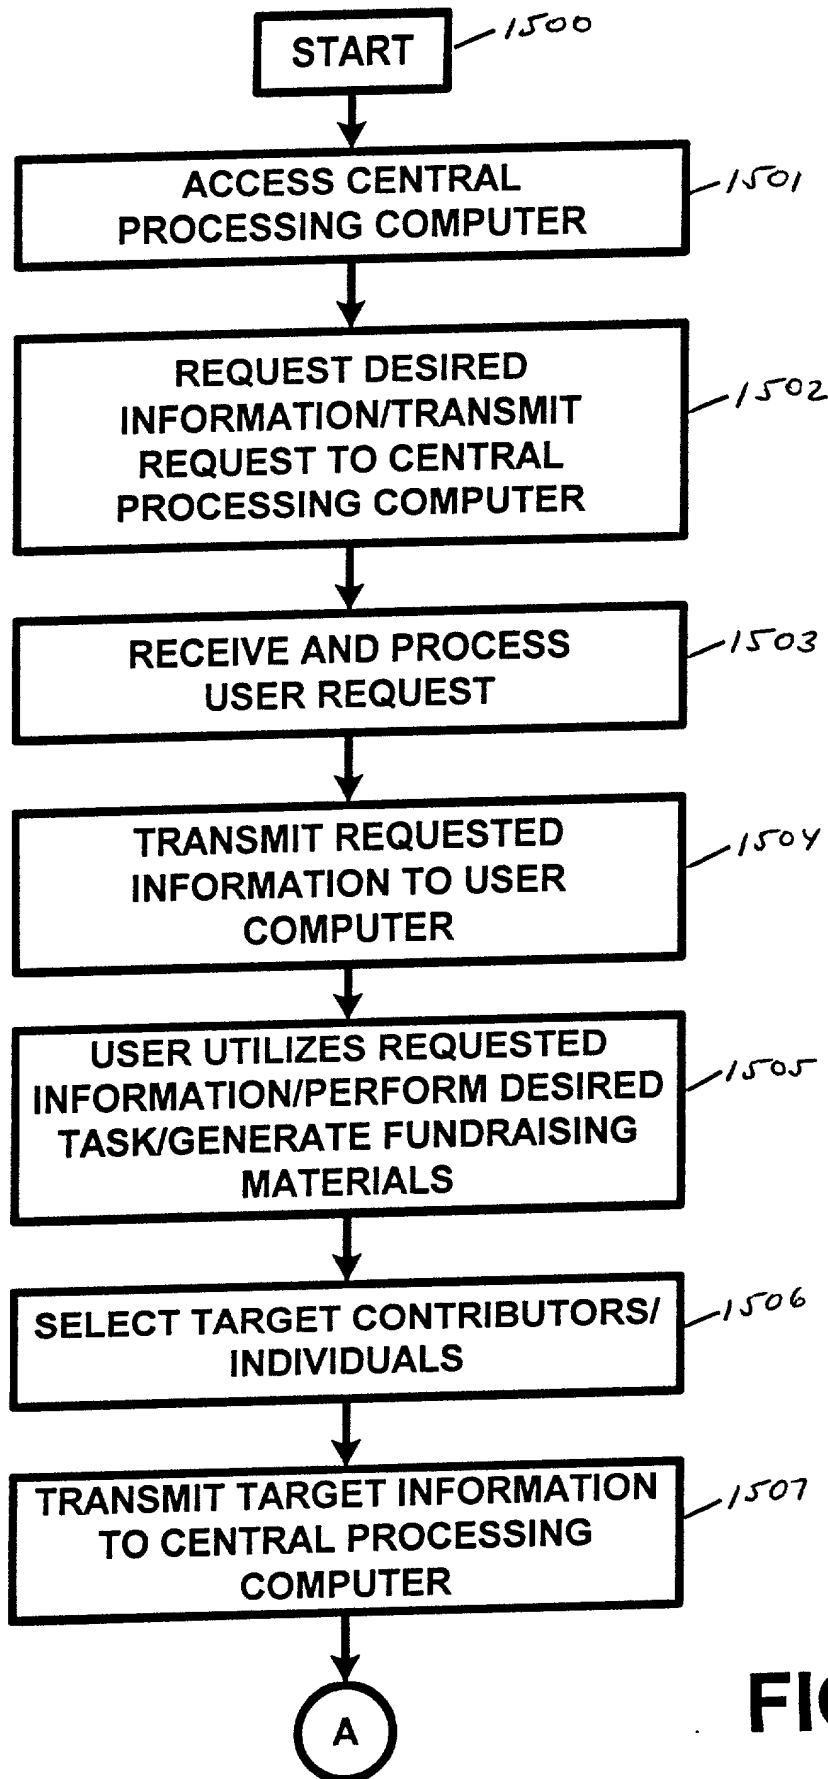 START
1500
ACCESS CENTRAL
PROCESSING COMPUTER
1501
REQUEST DESIRED
INFORMATION/TRANSMIT
REQUEST TO CENTRAL
PROCESSING COMPUTER
1502
RECEIVE AND PROCESS
USER REQUEST
1503
TRANSMIT REQUESTED
INFORMATION TO USER
COMPUTER
1504
USER UTILIZES REQUESTED
INFORMATION/PERFORM DESIRED
TASK/GENERATE FUNDRAISING
MATERIALS
1505
SELECT TARGET CONTRIBUTORS/
INDIVIDUALS
1506
TRANSMIT TARGET INFORMATION
TO CENTRAL PROCESSING
COMPUTER
1507
A